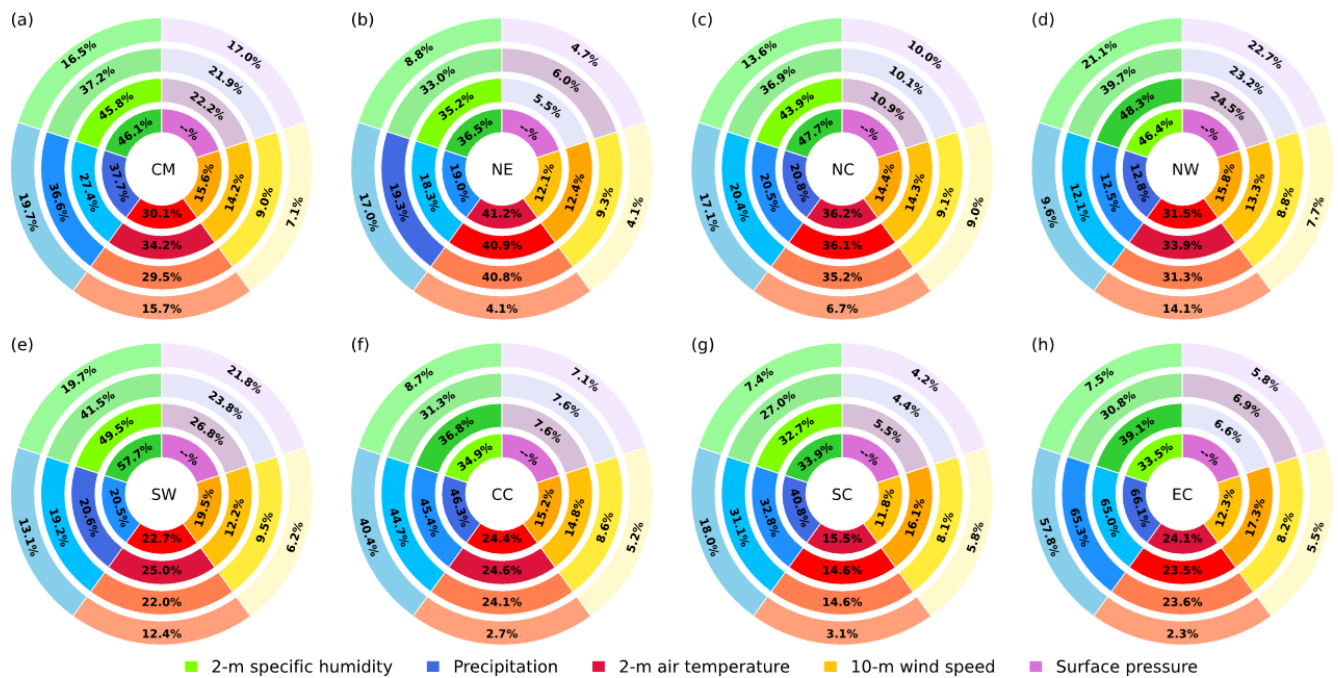 (a) (b) (c) (d)
16.5% 17.0% 8.8% 4.7% 13.6% 10.0% 21.1% 22.7%
37.2% 21.9% 33.0% 6.0% 36.9% 10.1% 39.7% 23.2%
45.8% 22.2% 35.2% 5.5% 43.9% 10.9% 48.3% 24.5%
46.1% --% 36.5% --% 47.7% --% 46.4% --%
CM NE NC NW
19.7% 36.6% 27.4% 37.7% 15.6% 14.2% 9.0% 7.1% 17.0% 19.3% 18.3% 19.0% 12.1% 12.4% 9.3% 4.1% 17.1% 20.4% 20.5% 20.8% 14.4% 14.3% 9.1% 9.0% 9.6% 12.1% 12.5% 12.8% 15.8% 13.3% 8.8% 7.7%
30.1% 41.2% 36.2% 31.5%
34.2% 40.9% 36.1% 33.9%
29.5% 40.8% 35.2% 31.3%
15.7% 4.1% 6.7% 14.1%
(e) (f) (g) (h)
19.7% 21.8% 8.7% 7.1% 7.4% 4.2% 7.5% 5.8%
41.5% 23.8% 31.3% 7.6% 27.0% 4.4% 30.8% 6.9%
49.5% 26.8% 36.8% 7.6% 32.7% 5.5% 39.1% 6.6%
57.7% --% 34.9% --% 33.9% --% 33.5% --%
SW CC SC EC
13.1% 19.2% 20.6% 20.5% 19.5% 12.2% 9.5% 6.2% 40.4% 44.7% 45.4% 46.3% 15.2% 14.8% 8.6% 5.2% 18.0% 31.1% 32.8% 40.8% 11.8% 16.1% 8.1% 5.8% 57.8% 65.3% 65.0% 66.1% 12.3% 17.3% 8.2% 5.5%
22.7% 24.4% 15.5% 24.1%
25.0% 24.6% 14.6% 23.5%
22.0% 24.1% 14.6% 23.6%
12.4% 2.7% 3.1% 2.3%
2-m specific humidity Precipitation 2-m air temperature 10-m wind speed Surface pressure